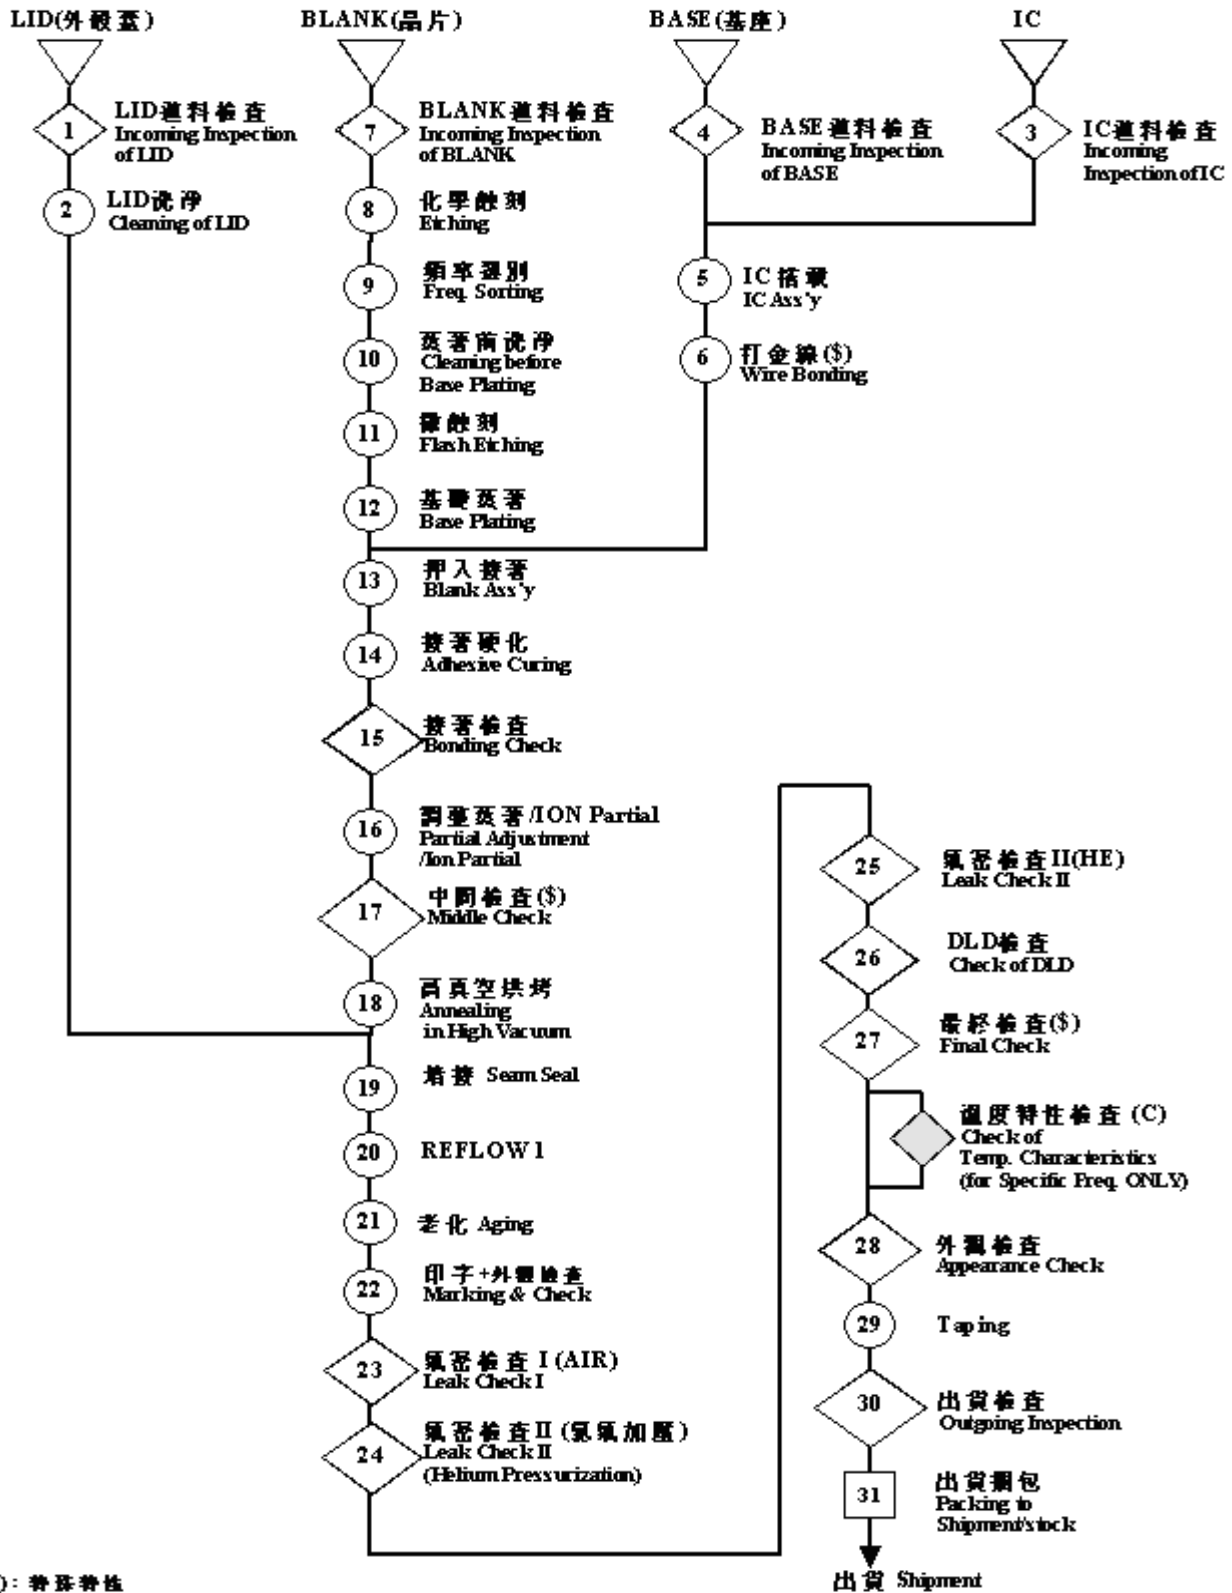 LID(外殼蓋)
BLANK(晶片)
BASE(基座)
IC
1
LID進料檢查
Incoming Inspection
of LID
7
BLANK進料檢查
Incoming Inspection
of BLANK
4
BASE進料檢查
Incoming Inspection
of BASE
3
IC進料檢查
Incoming
Inspection of IC
2
LID洗淨
Cleaning of LID
8
化學蝕刻
Etching
9
頻率選別
Freq. Sorting
5
IC搭載
IC Ass'y
10
蒸著前洗淨
Cleaning before
Base Plating
6
打金線($)
Wire Bonding
11
微蝕刻
Flash Etching
12
基礎蒸著
Base Plating
13
押入接著
Blank Ass'y
14
接著硬化
Adhesive Curing
15
接著檢查
Bonding Check
16
調整蒸著/ION Partial
Partial Adjustment
/Ion Partial
17
中間檢查($)
Middle Check
18
高真空烘烤
Annealing
in High Vacuum
19
Seam Seal
20
REFLOW1
21
老化 Aging
22
印字+外觀檢查
Marking & Check
23
氣密檢查 I (AIR)
Leak Check I
24
氣密檢查II (氦氣加壓)
Leak Check II
(Helium Pressurization)
25
氣密檢查II(HE)
Leak Check II
26
DLD檢查
Check of DLD
27
最終檢查($)
Final Check
溫度特性檢查 (C)
Check of
Temp. Characteristics
(for Specific Freq. ONLY)
28
外觀檢查
Appearance Check
29
Taping
30
出貨檢查
Outgoing Inspection
31
出貨捆包
Packing to
Shipment/stock
出貨 Shipment
): 特殊特性